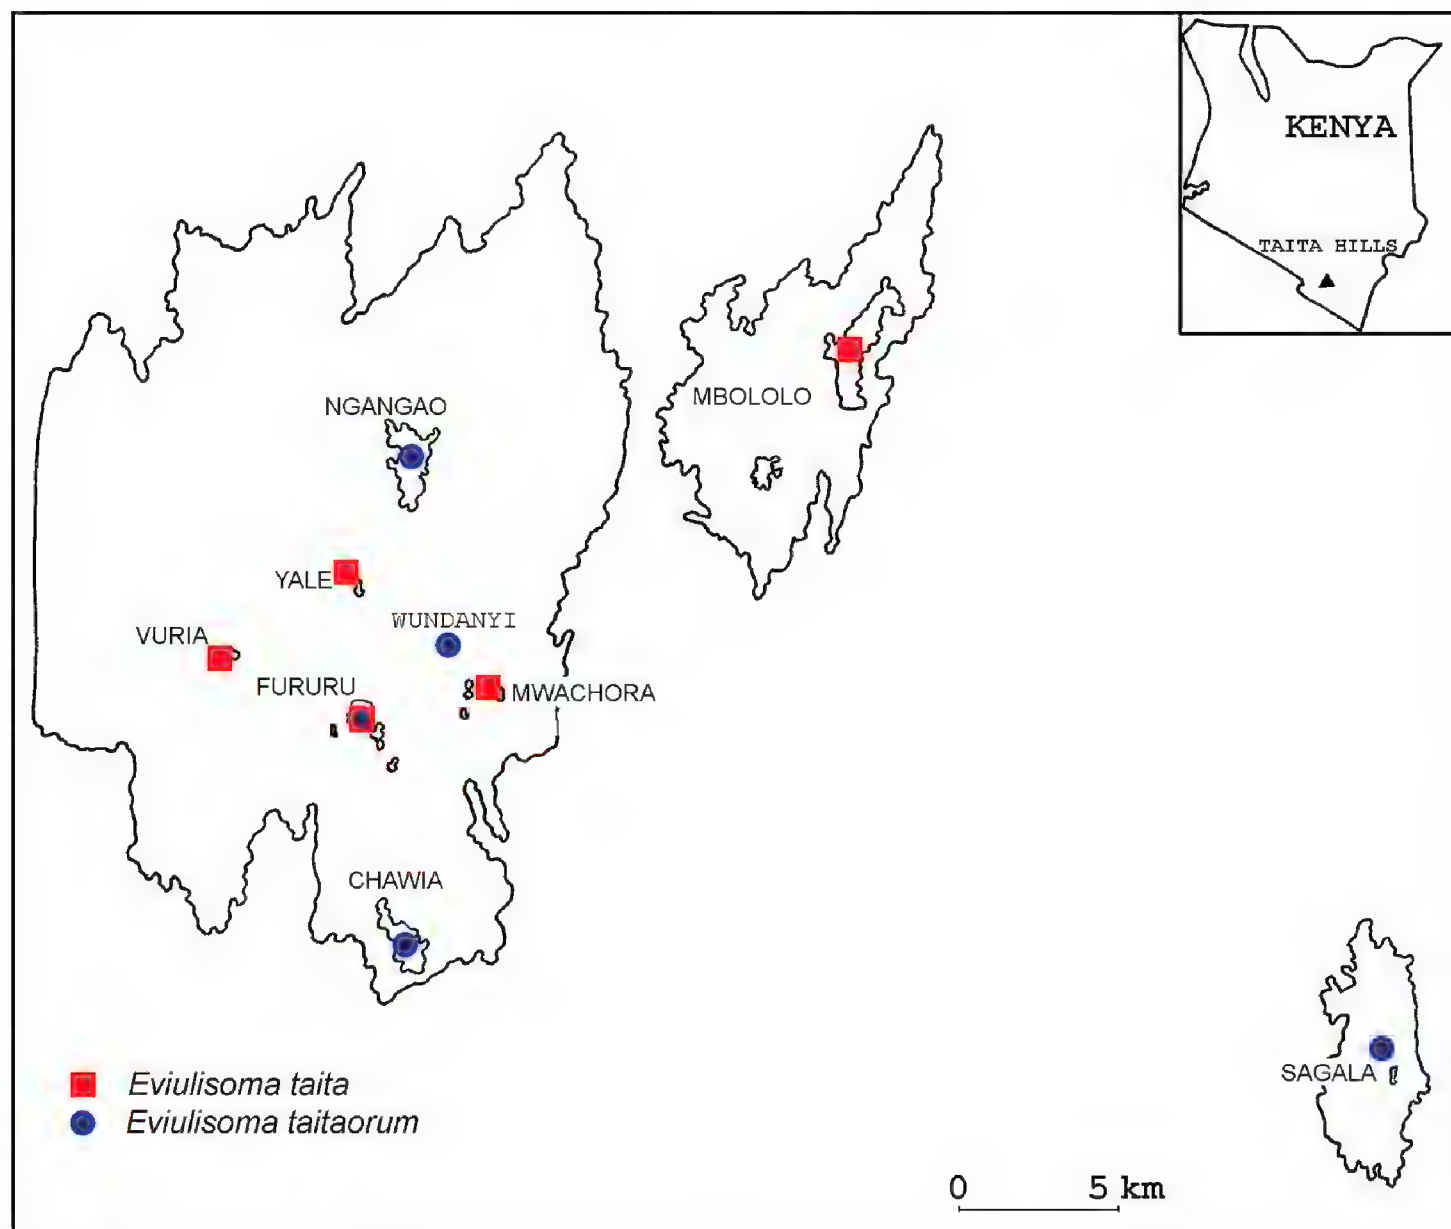 KENYA
TAITA HILLS
NGANGAO
MBOLOLO
YALE
WUNDANYI
VURIA
FURURU
MWACHORA
CHAWIA
SAGALA
Eviulisoma taita
Eviulisoma taitaorum
0 5 km